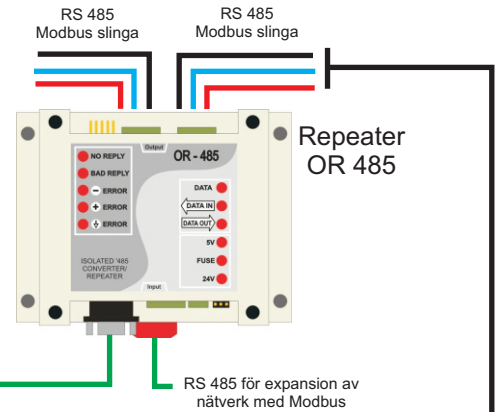 RS 485
Modbus slinga
RS 485
Modbus slinga
Repeater
OR 485
Output
OR - 485
NO REPLY
BAD REPLY
− ERROR
+ ERROR
ERROR
DATA
DATA IN
DATA OUT
5V
FUSE
24V
ISOLATED '485
CONVERTER/
REPEATER
Input
RS 485 för expansion av
nätverk med Modbus